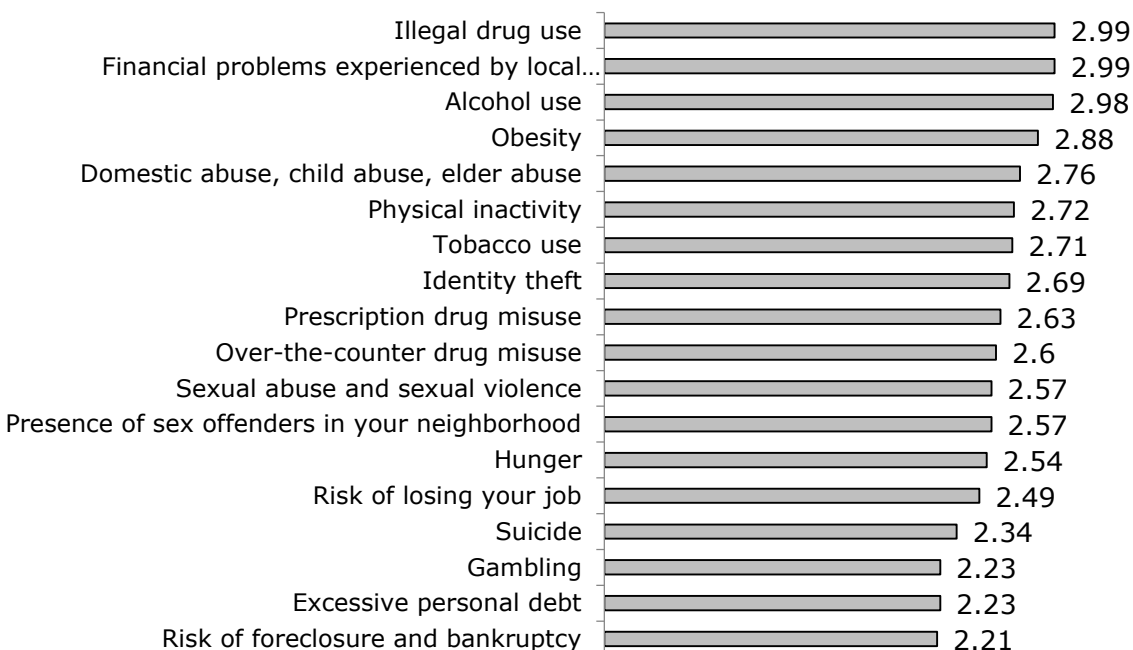 Illegal drug use 2.99
Financial problems experienced by local… 2.99
Alcohol use 2.98
Obesity 2.88
Domestic abuse, child abuse, elder abuse 2.76
Physical inactivity 2.72
Tobacco use 2.71
Identity theft 2.69
Prescription drug misuse 2.63
Over-the-counter drug misuse 2.6
Sexual abuse and sexual violence 2.57
Presence of sex offenders in your neighborhood 2.57
Hunger 2.54
Risk of losing your job 2.49
Suicide 2.34
Gambling 2.23
Excessive personal debt 2.23
Risk of foreclosure and bankruptcy 2.21